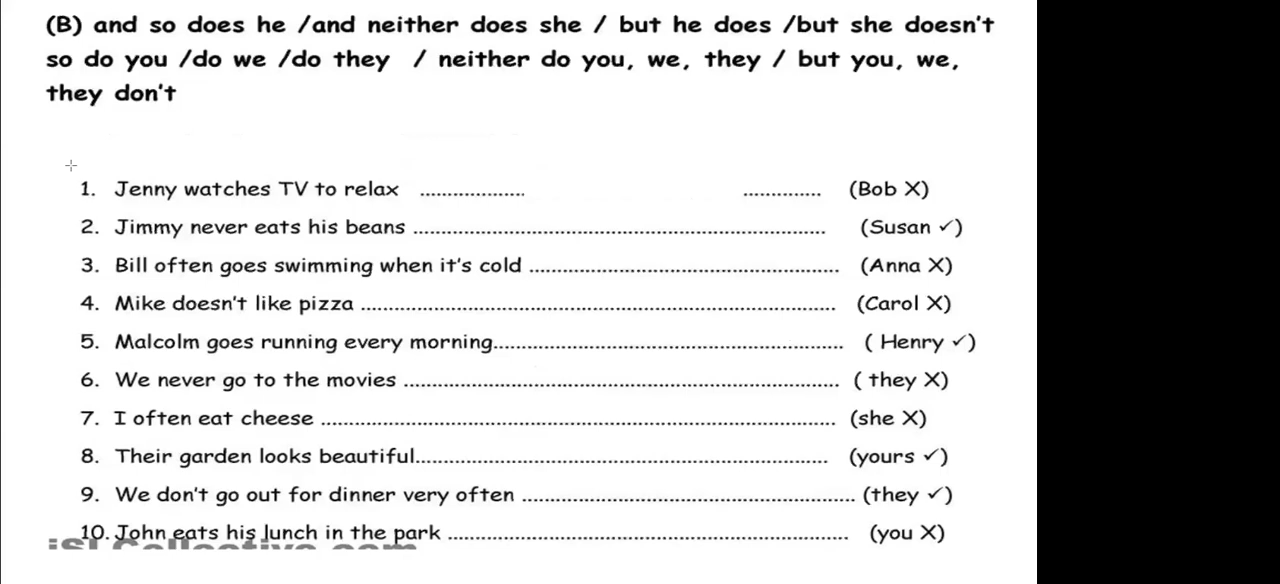 (B) and so does he /and neither does she / but he does /but she doesn't
so do you /do we /do they / neither do you, we, they / but you, we,
they don't
1. Jenny watches TV to relax ................... .............. (Bob X)
2. Jimmy never eats his beans ........................................................................ (Susan ✓)
3. Bill often goes swimming when it's cold ...................................................... (Anna X)
4. Mike doesn't like pizza ................................................................................... (Carol X)
5. Malcolm goes running every morning............................................................. ( Henry ✓)
6. We never go to the movies ............................................................................ ( they X)
7. I often eat cheese .......................................................................................... (she X)
8. Their garden looks beautiful........................................................................ (yours ✓)
9. We don't go out for dinner very often .......................................................... (they ✓)
10. John eats his lunch in the park ...................................................................... (you X)
iSLCollective.com